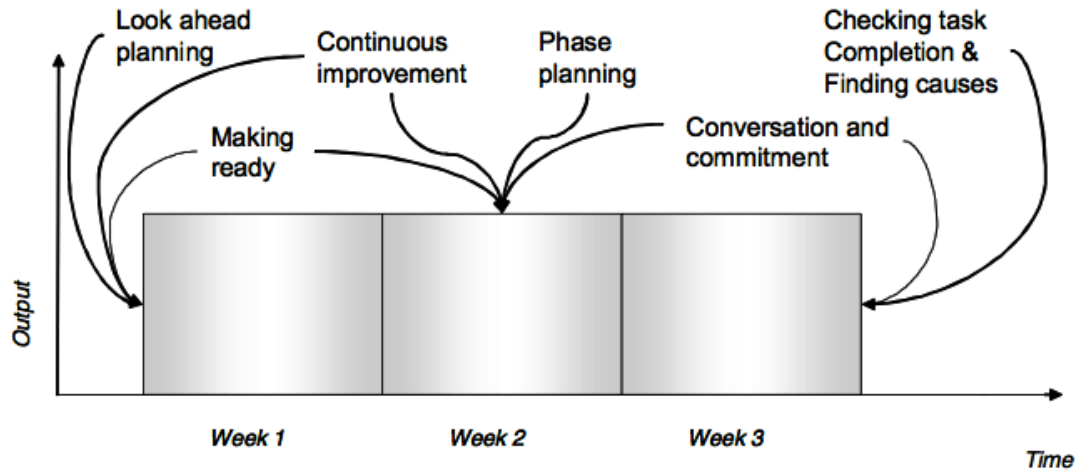 Look ahead
planning
Continuous
improvement
Phase
planning
Checking task
Completion &
Finding causes
Making
ready
Conversation and
commitment
Output
Week 1
Week 2
Week 3
Time